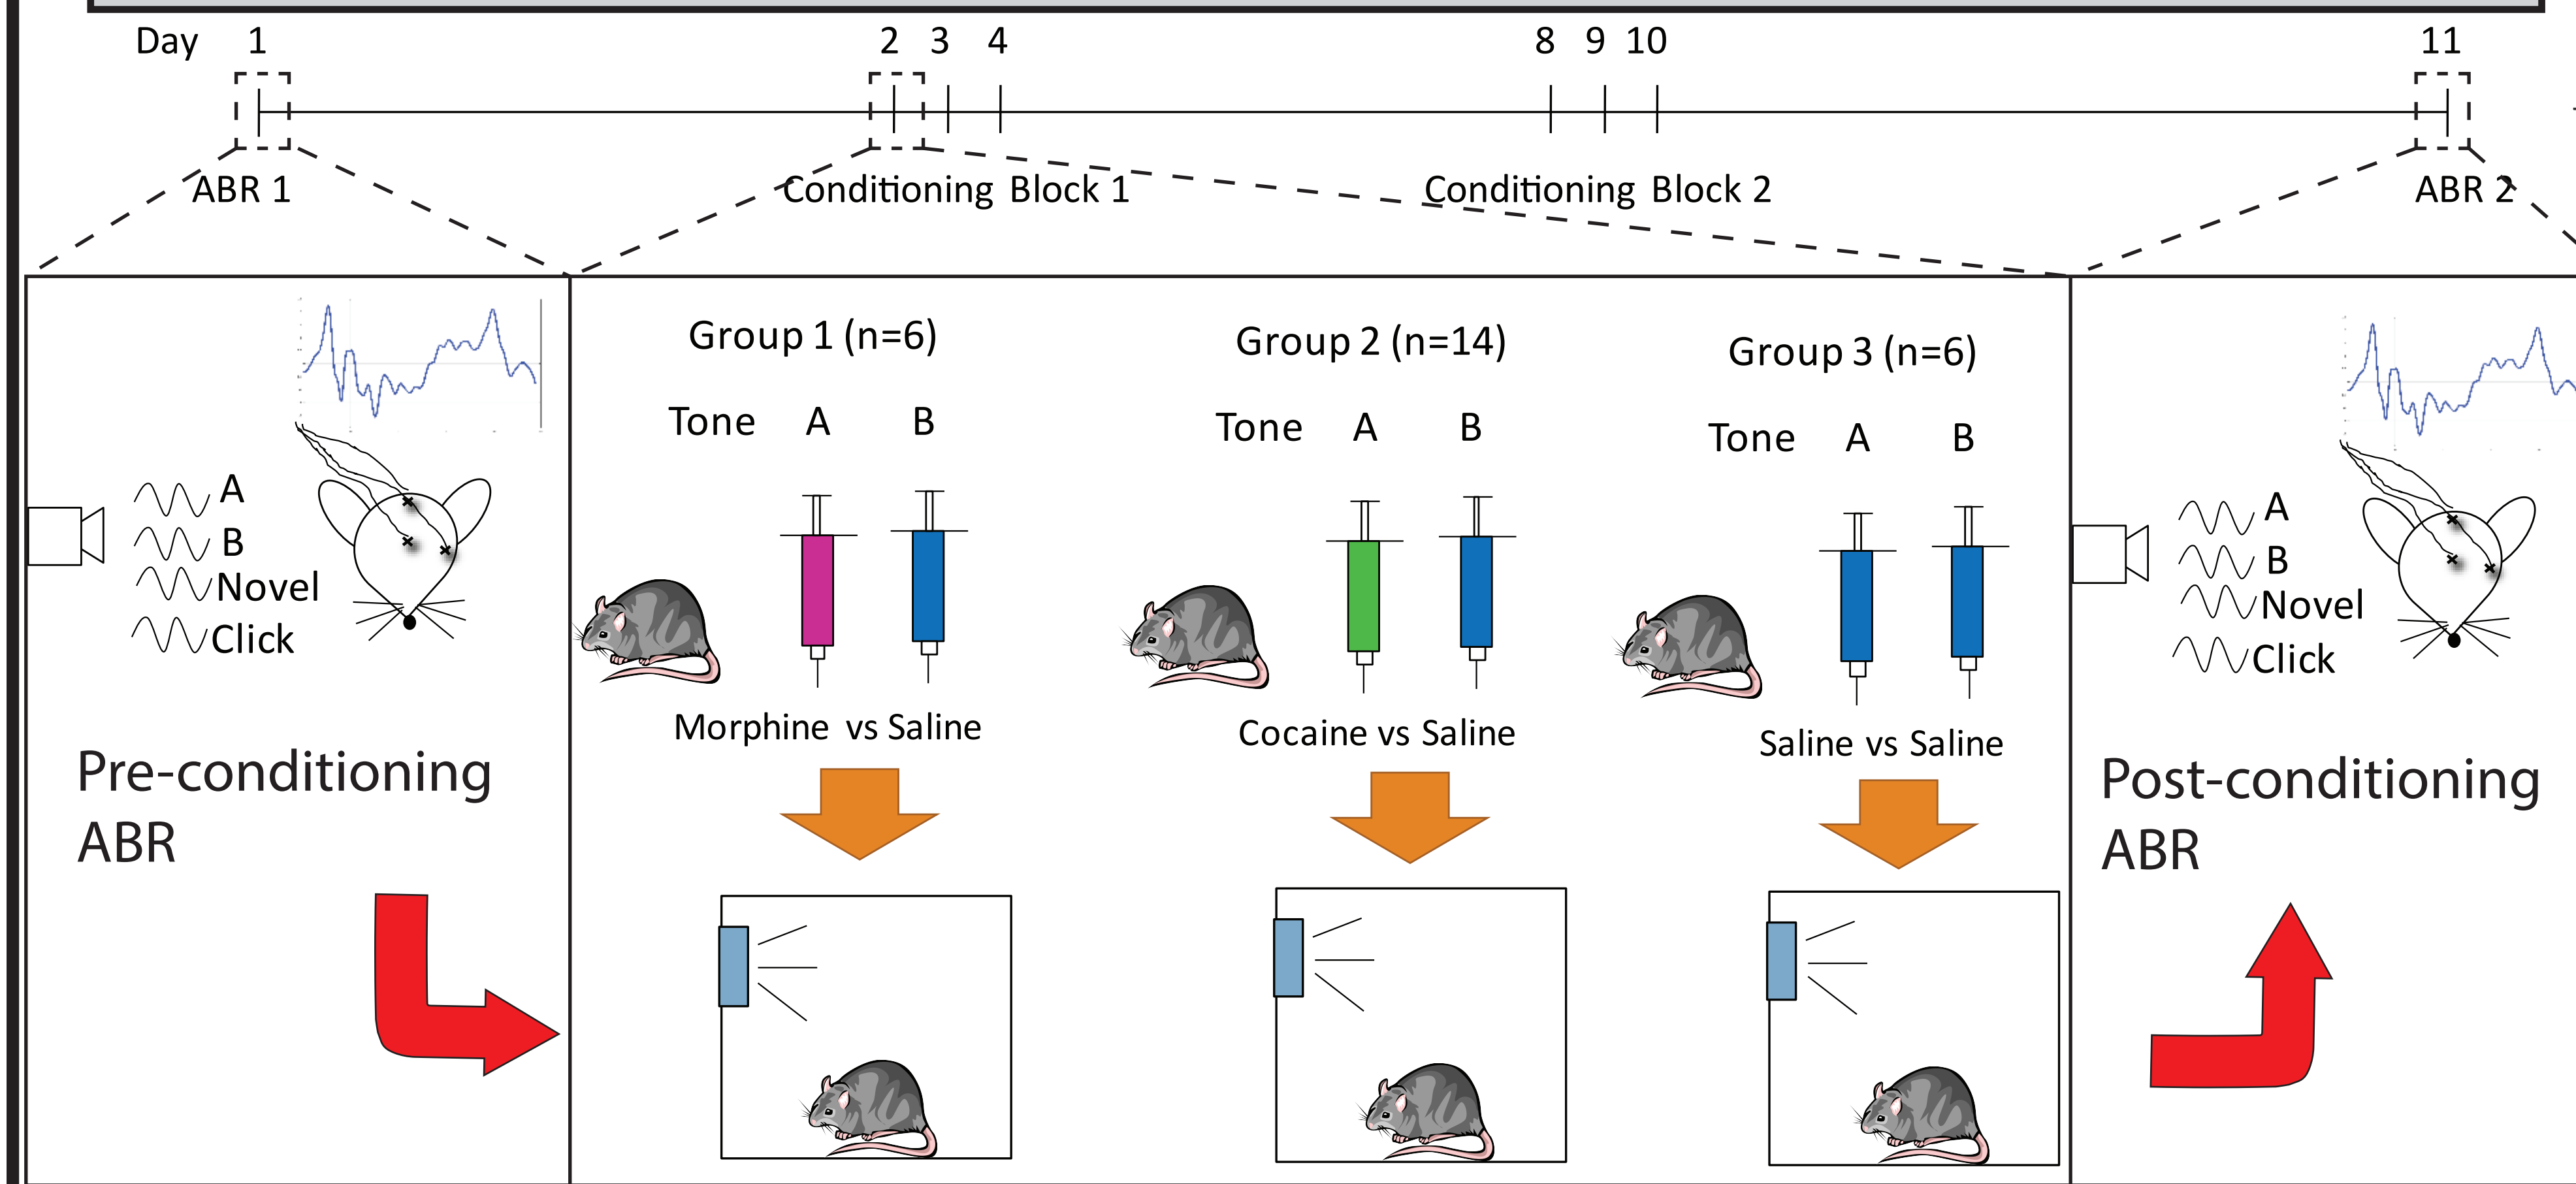 Day 1 2 3 4 8 9 10 11
ABR 1 Conditioning Block 1 Conditioning Block 2 ABR 2
A
B
Novel
Click
Pre-conditioning
ABR
Group 1 (n=6)
Tone A B
Morphine vs Saline
Group 2 (n=14)
Tone A B
Cocaine vs Saline
Group 3 (n=6)
Tone A B
Saline vs Saline
A
B
Novel
Click
Post-conditioning
ABR